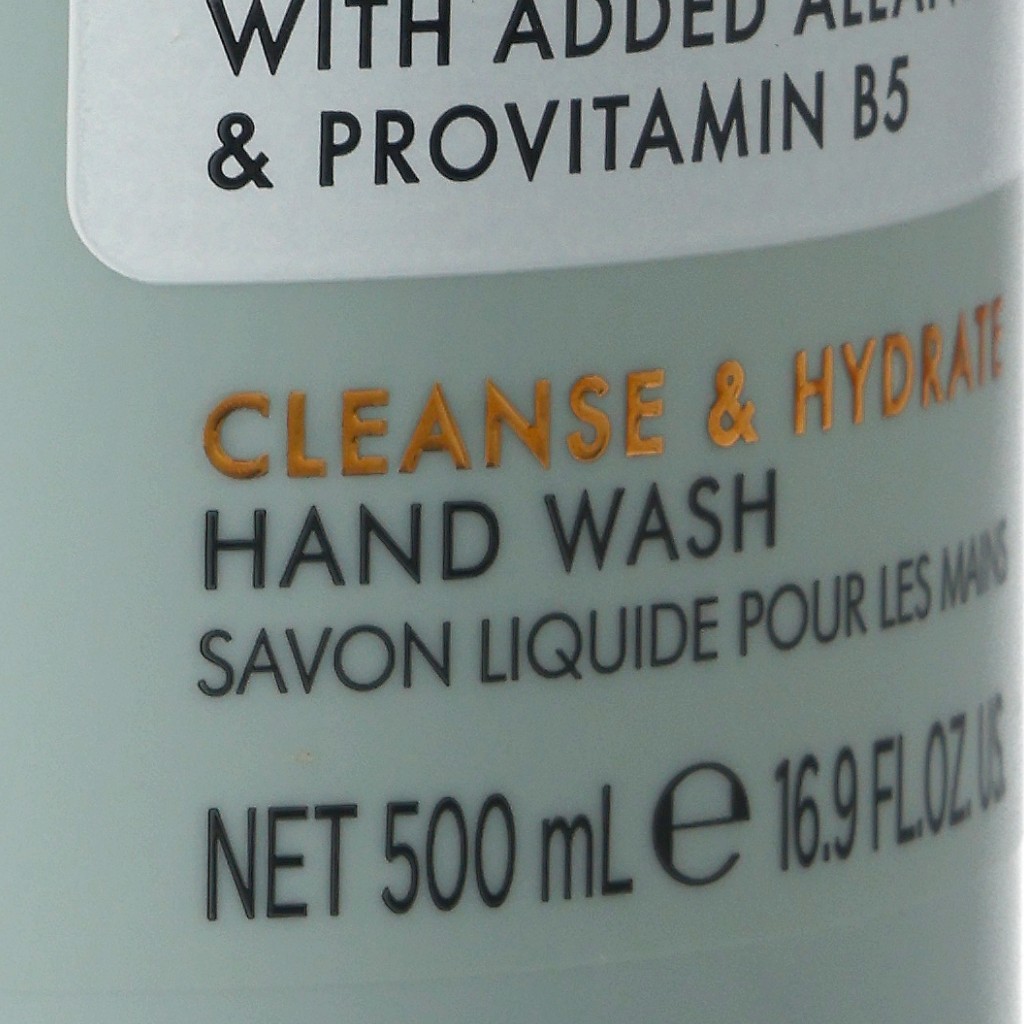 WITH ADDED
& PROVITAMIN B5
CLEANSE & HYDRATE
HAND WASH
SAVON LIQUIDE POUR LES MAINS
NET 500 mL e 16.9 FL.OZ. US